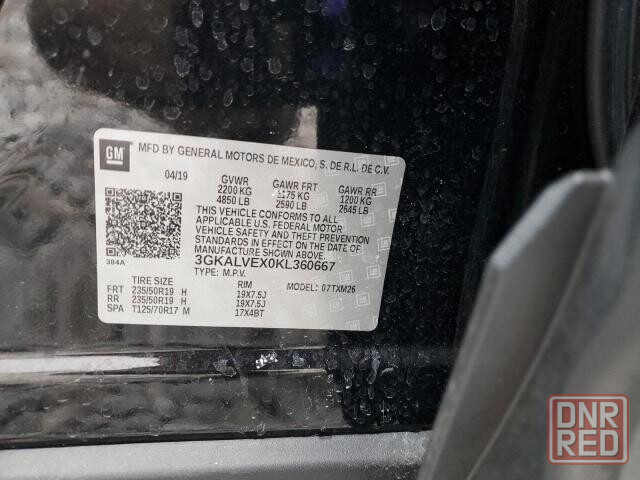 GM
MFD BY GENERAL MOTORS DE MEXICO, S. DE R.L. DE C.V.
04/19 GVWR GAWR FRT GAWR RR
2200 KG 1175 KG 1200 KG
4850 LB 2590 LB 2645 LB
THIS VEHICLE CONFORMS TO ALL
APPLICABLE U.S. FEDERAL MOTOR
VEHICLE SAFETY AND THEFT PREVENTION
STANDARDS IN EFFECT ON THE DATE OF
MANUFACTURE SHOWN ABOVE.
384A 3GKALVEX0KL360667
TYPE: M.P.V.
TIRE SIZE RIM MODEL: 07TXM26
FRT 235/50R19 H 19X7.5J
RR 235/50R19 H 19X7.5J
SPA T125/70R17 M 17X4BT
DNR
RED